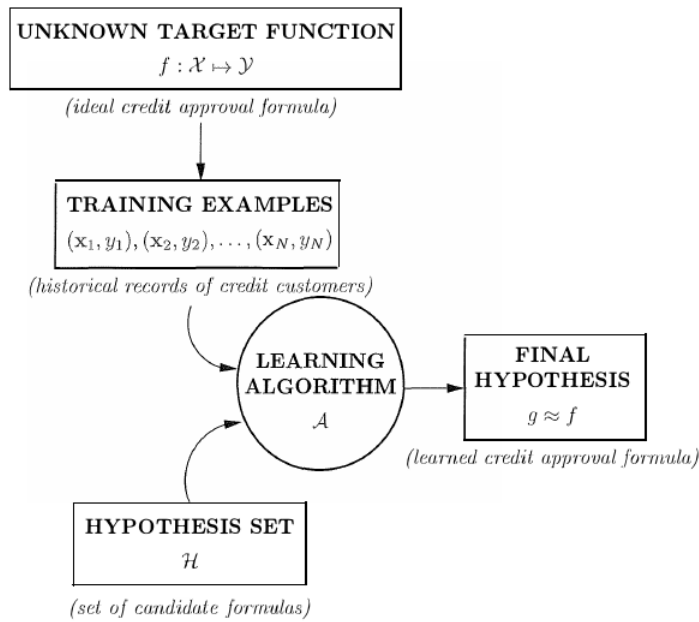 UNKNOWN TARGET FUNCTION
f : 𝒳 ↦ 𝒴
(ideal credit approval formula)
TRAINING EXAMPLES
(x₁, y₁), (x₂, y₂), . . . , (x_N, y_N)
(historical records of credit customers)
LEARNING
ALGORITHM
𝒜
FINAL
HYPOTHESIS
g ≈ f
(learned credit approval formula)
HYPOTHESIS SET
ℋ
(set of candidate formulas)